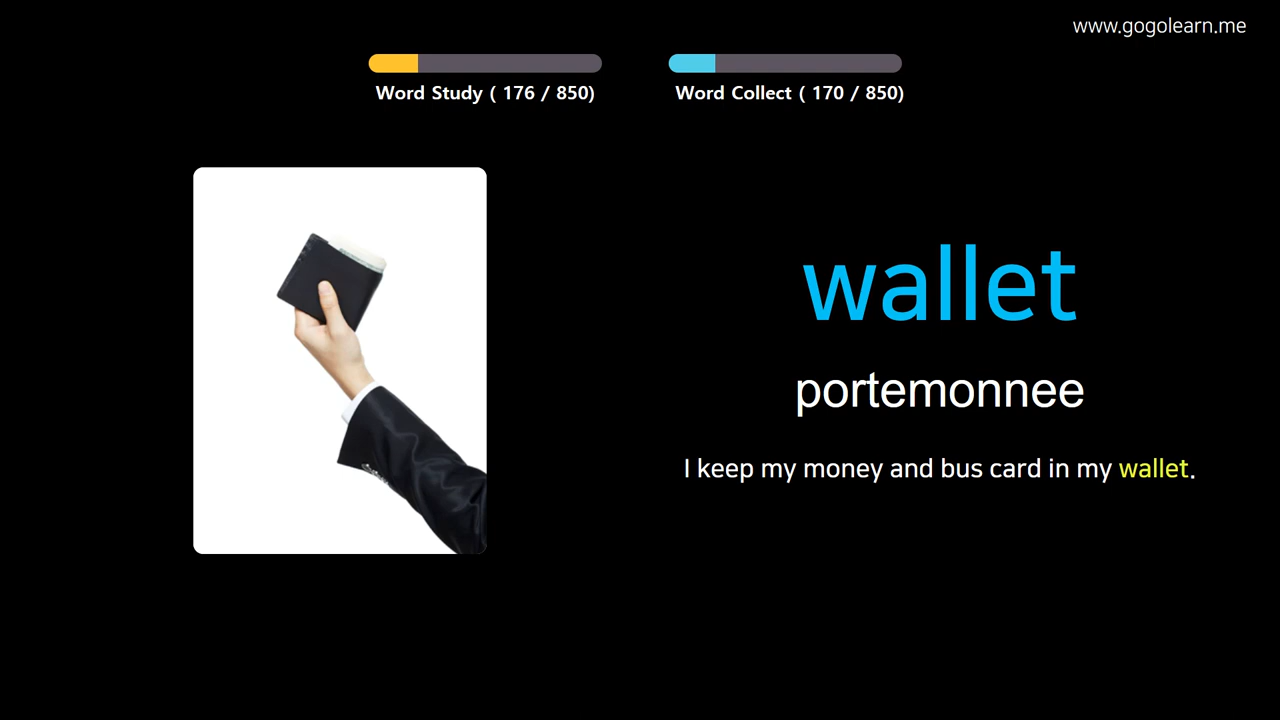 www.gogolearn.me
Word Study ( 176 / 850)
Word Collect ( 170 / 850)
wallet
portemonnee
I keep my money and bus card in my wallet.